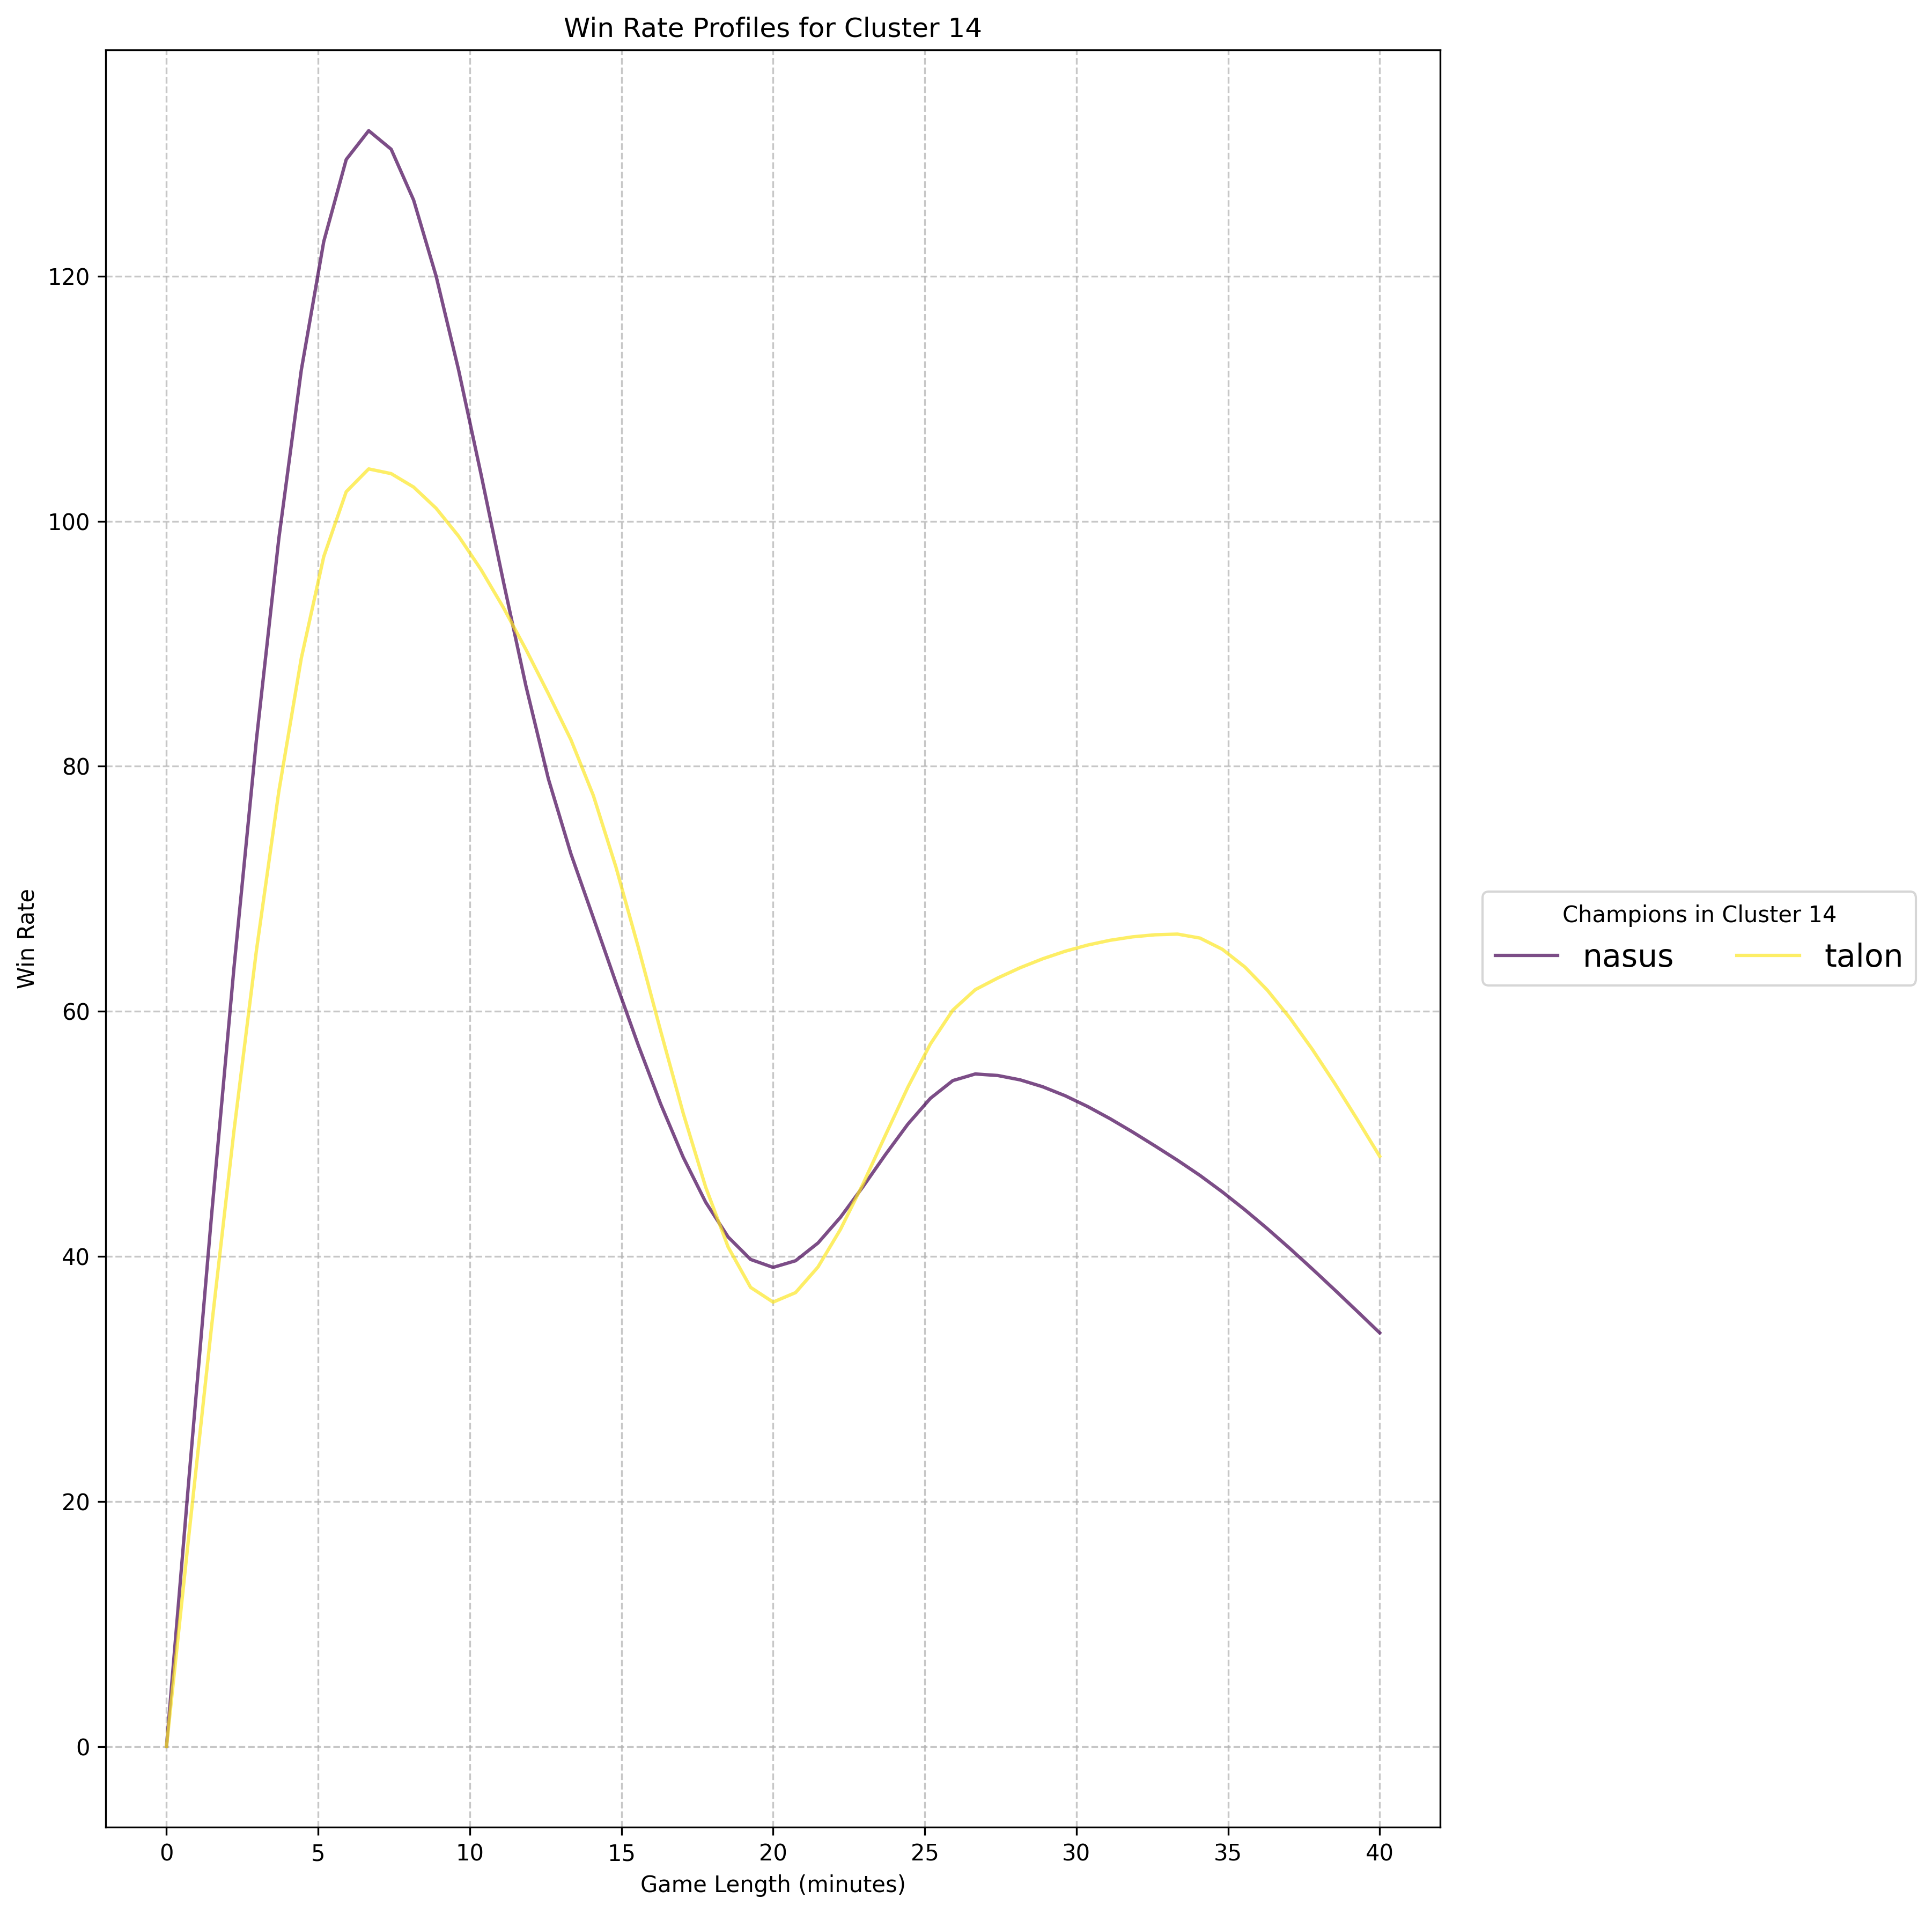 Win Rate Profiles for Cluster 14
120
100
80
60
40
20
0
Win Rate
0 5 10 15 20 25 30 35 40
Game Length (minutes)
Champions in Cluster 14
nasus talon